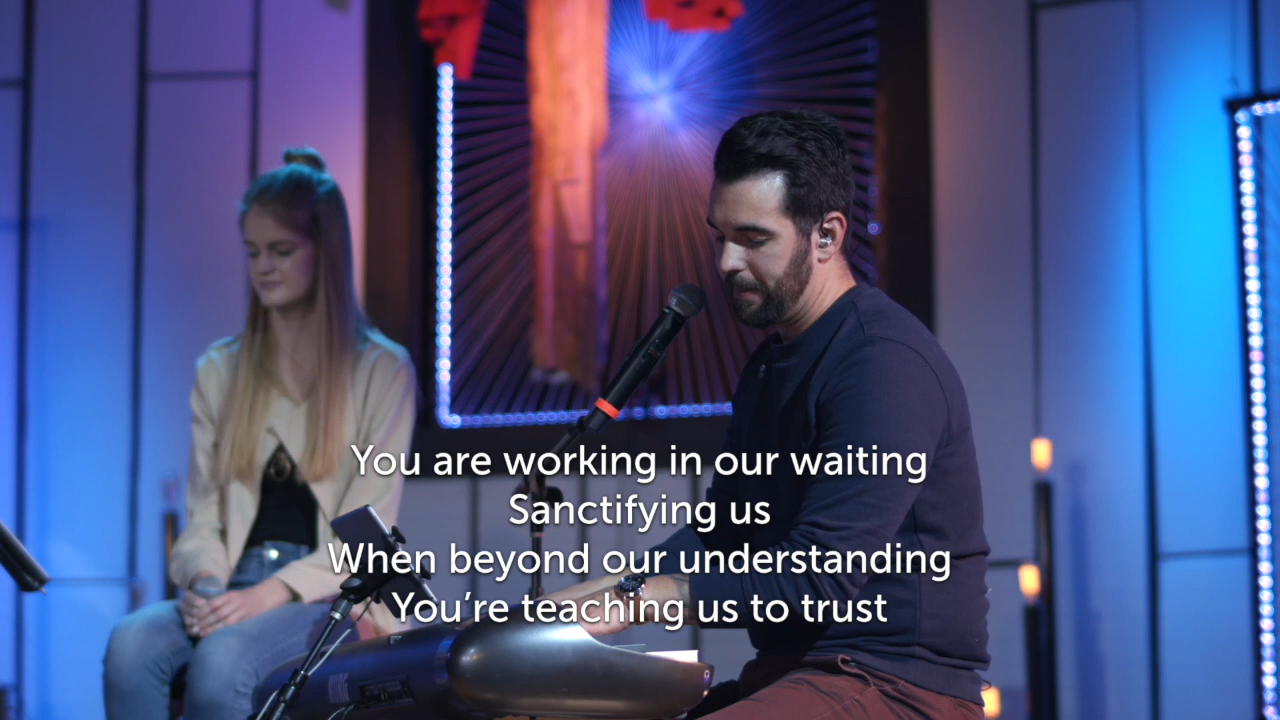 You are working in our waiting
Sanctifying us
When beyond our understanding
You're teaching us to trust